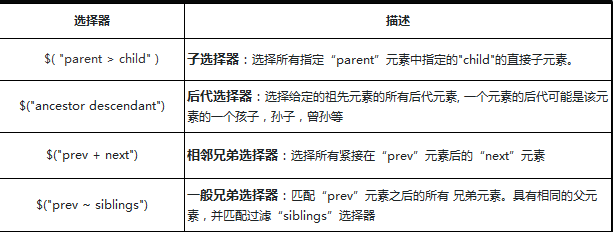 选择器 描述
$( "parent > child" ) 子选择器：选择所有指定“parent”元素中指定的"child"的直接子元素。
$("ancestor descendant") 后代选择器：选择给定的祖先元素的所有后代元素, 一个元素的后代可能是该元
素的一个孩子，孙子，曾孙等
$("prev + next") 相邻兄弟选择器：选择所有紧接在“prev”元素后的“next”元素
$("prev ~ siblings") 一般兄弟选择器：匹配“prev”元素之后的所有 兄弟元素。具有相同的父元
素，并匹配过滤“siblings”选择器